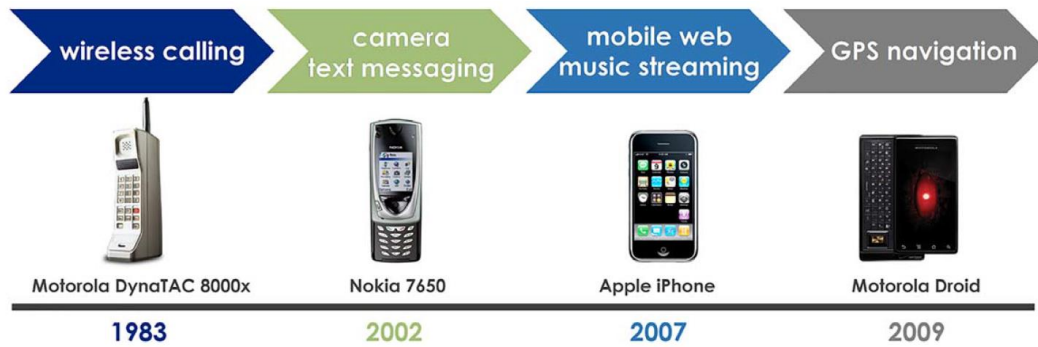 wireless calling
camera
text messaging
mobile web
music streaming
GPS navigation
NOKIA
Motorola DynaTAC 8000x
Nokia 7650
Apple iPhone
Motorola Droid
1983
2002
2007
2009